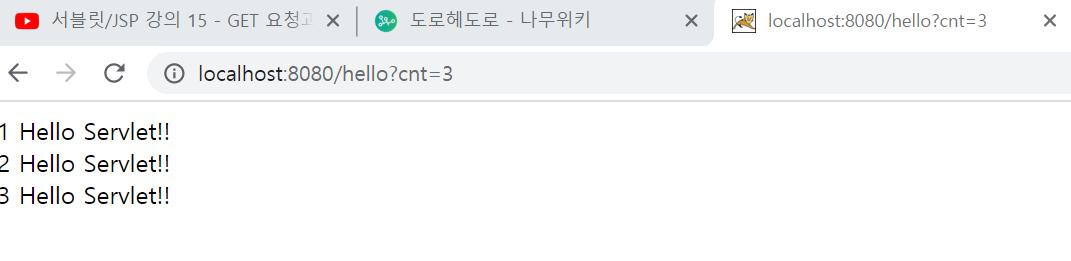 서블릿/JSP 강의 15 - GET 요청과
도로헤도로 - 나무위키
localhost:8080/hello?cnt=3
localhost:8080/hello?cnt=3
1 Hello Servlet!!
2 Hello Servlet!!
3 Hello Servlet!!